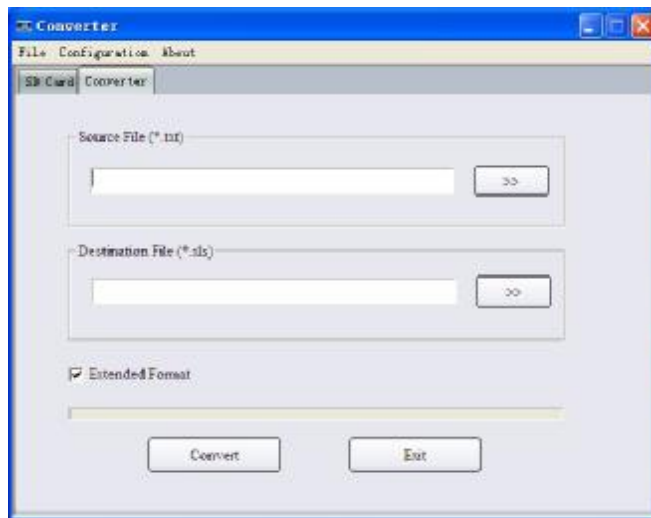 Converter
File Configuration About
SD Card Converter
Source File (*.txt)
>>
Destination File (*.xls)
>>
Extended Format
Convert Exit